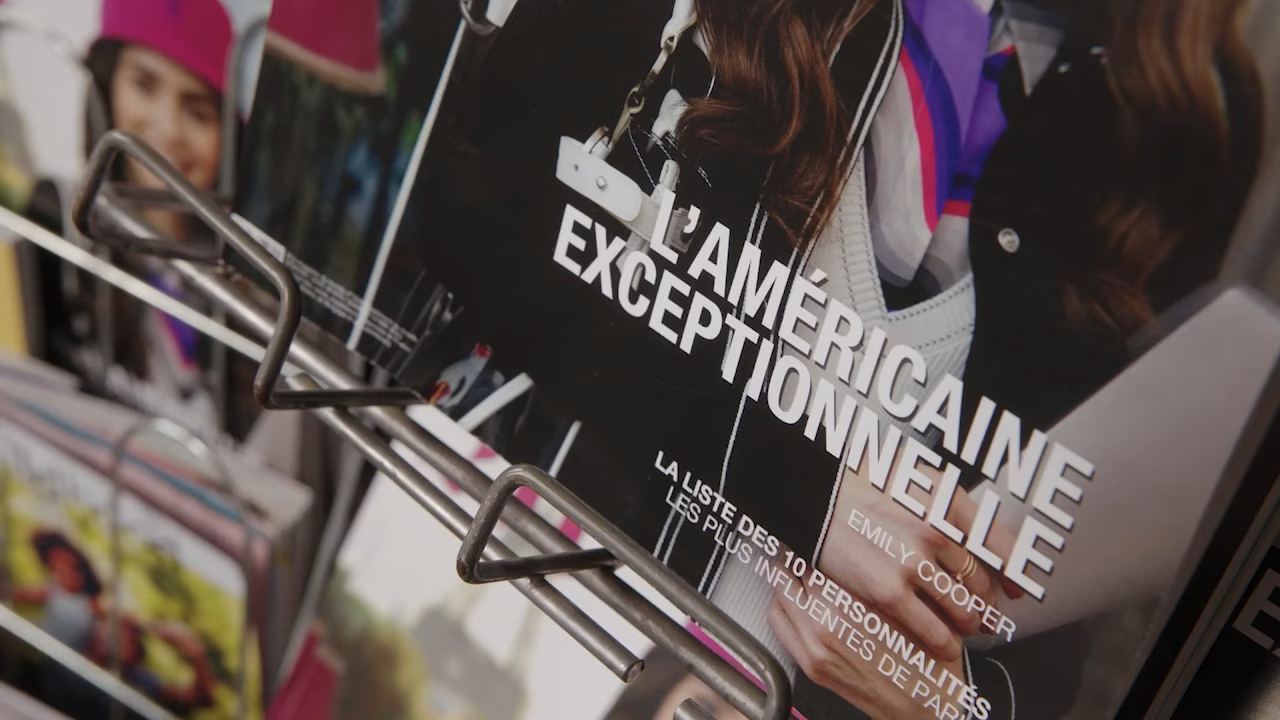 L'AMÉRICAINE
EXCEPTIONNELLE
EMILY COOPER
LA LISTE DES 10 PERSONNALITÉS
LES PLUS INFLUENTES DE PARIS